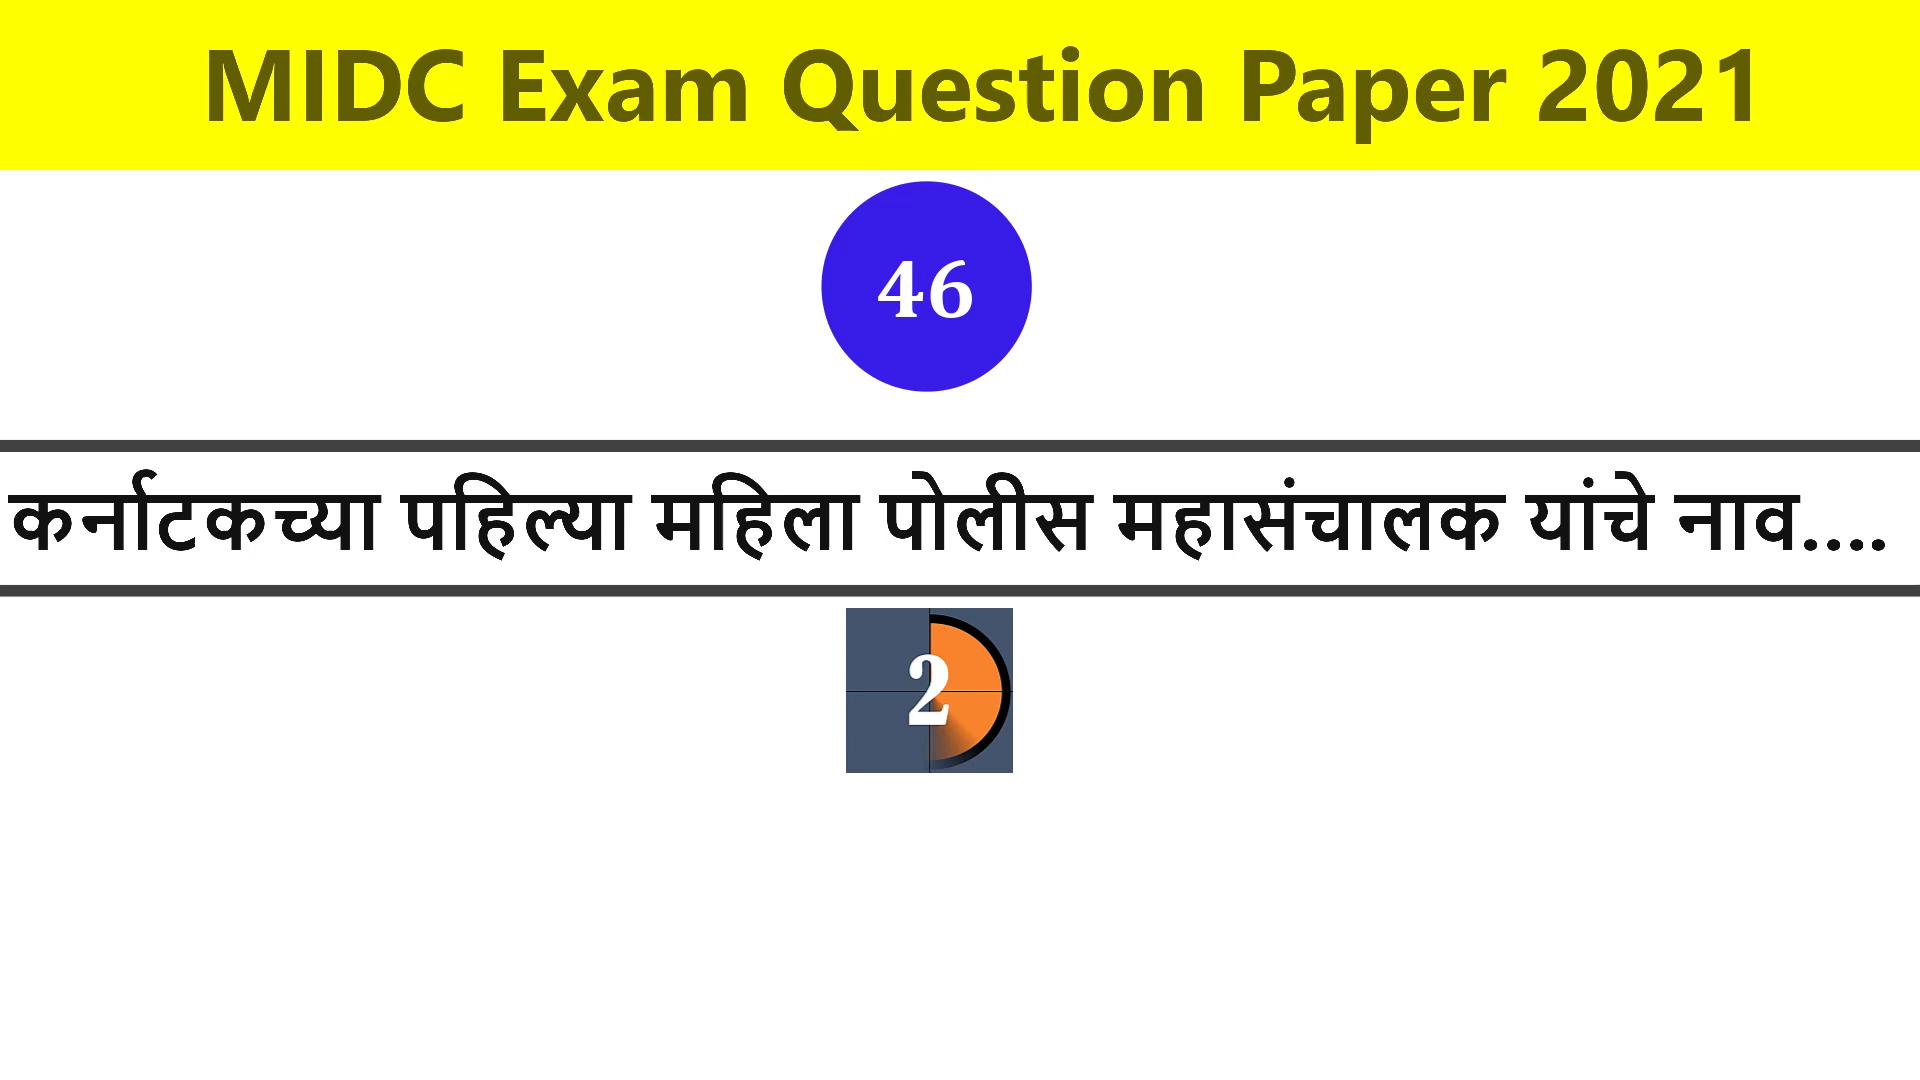 MIDC Exam Question Paper 2021
46
कर्नाटकच्या पहिल्या महिला पोलीस महासंचालक यांचे नाव....
2